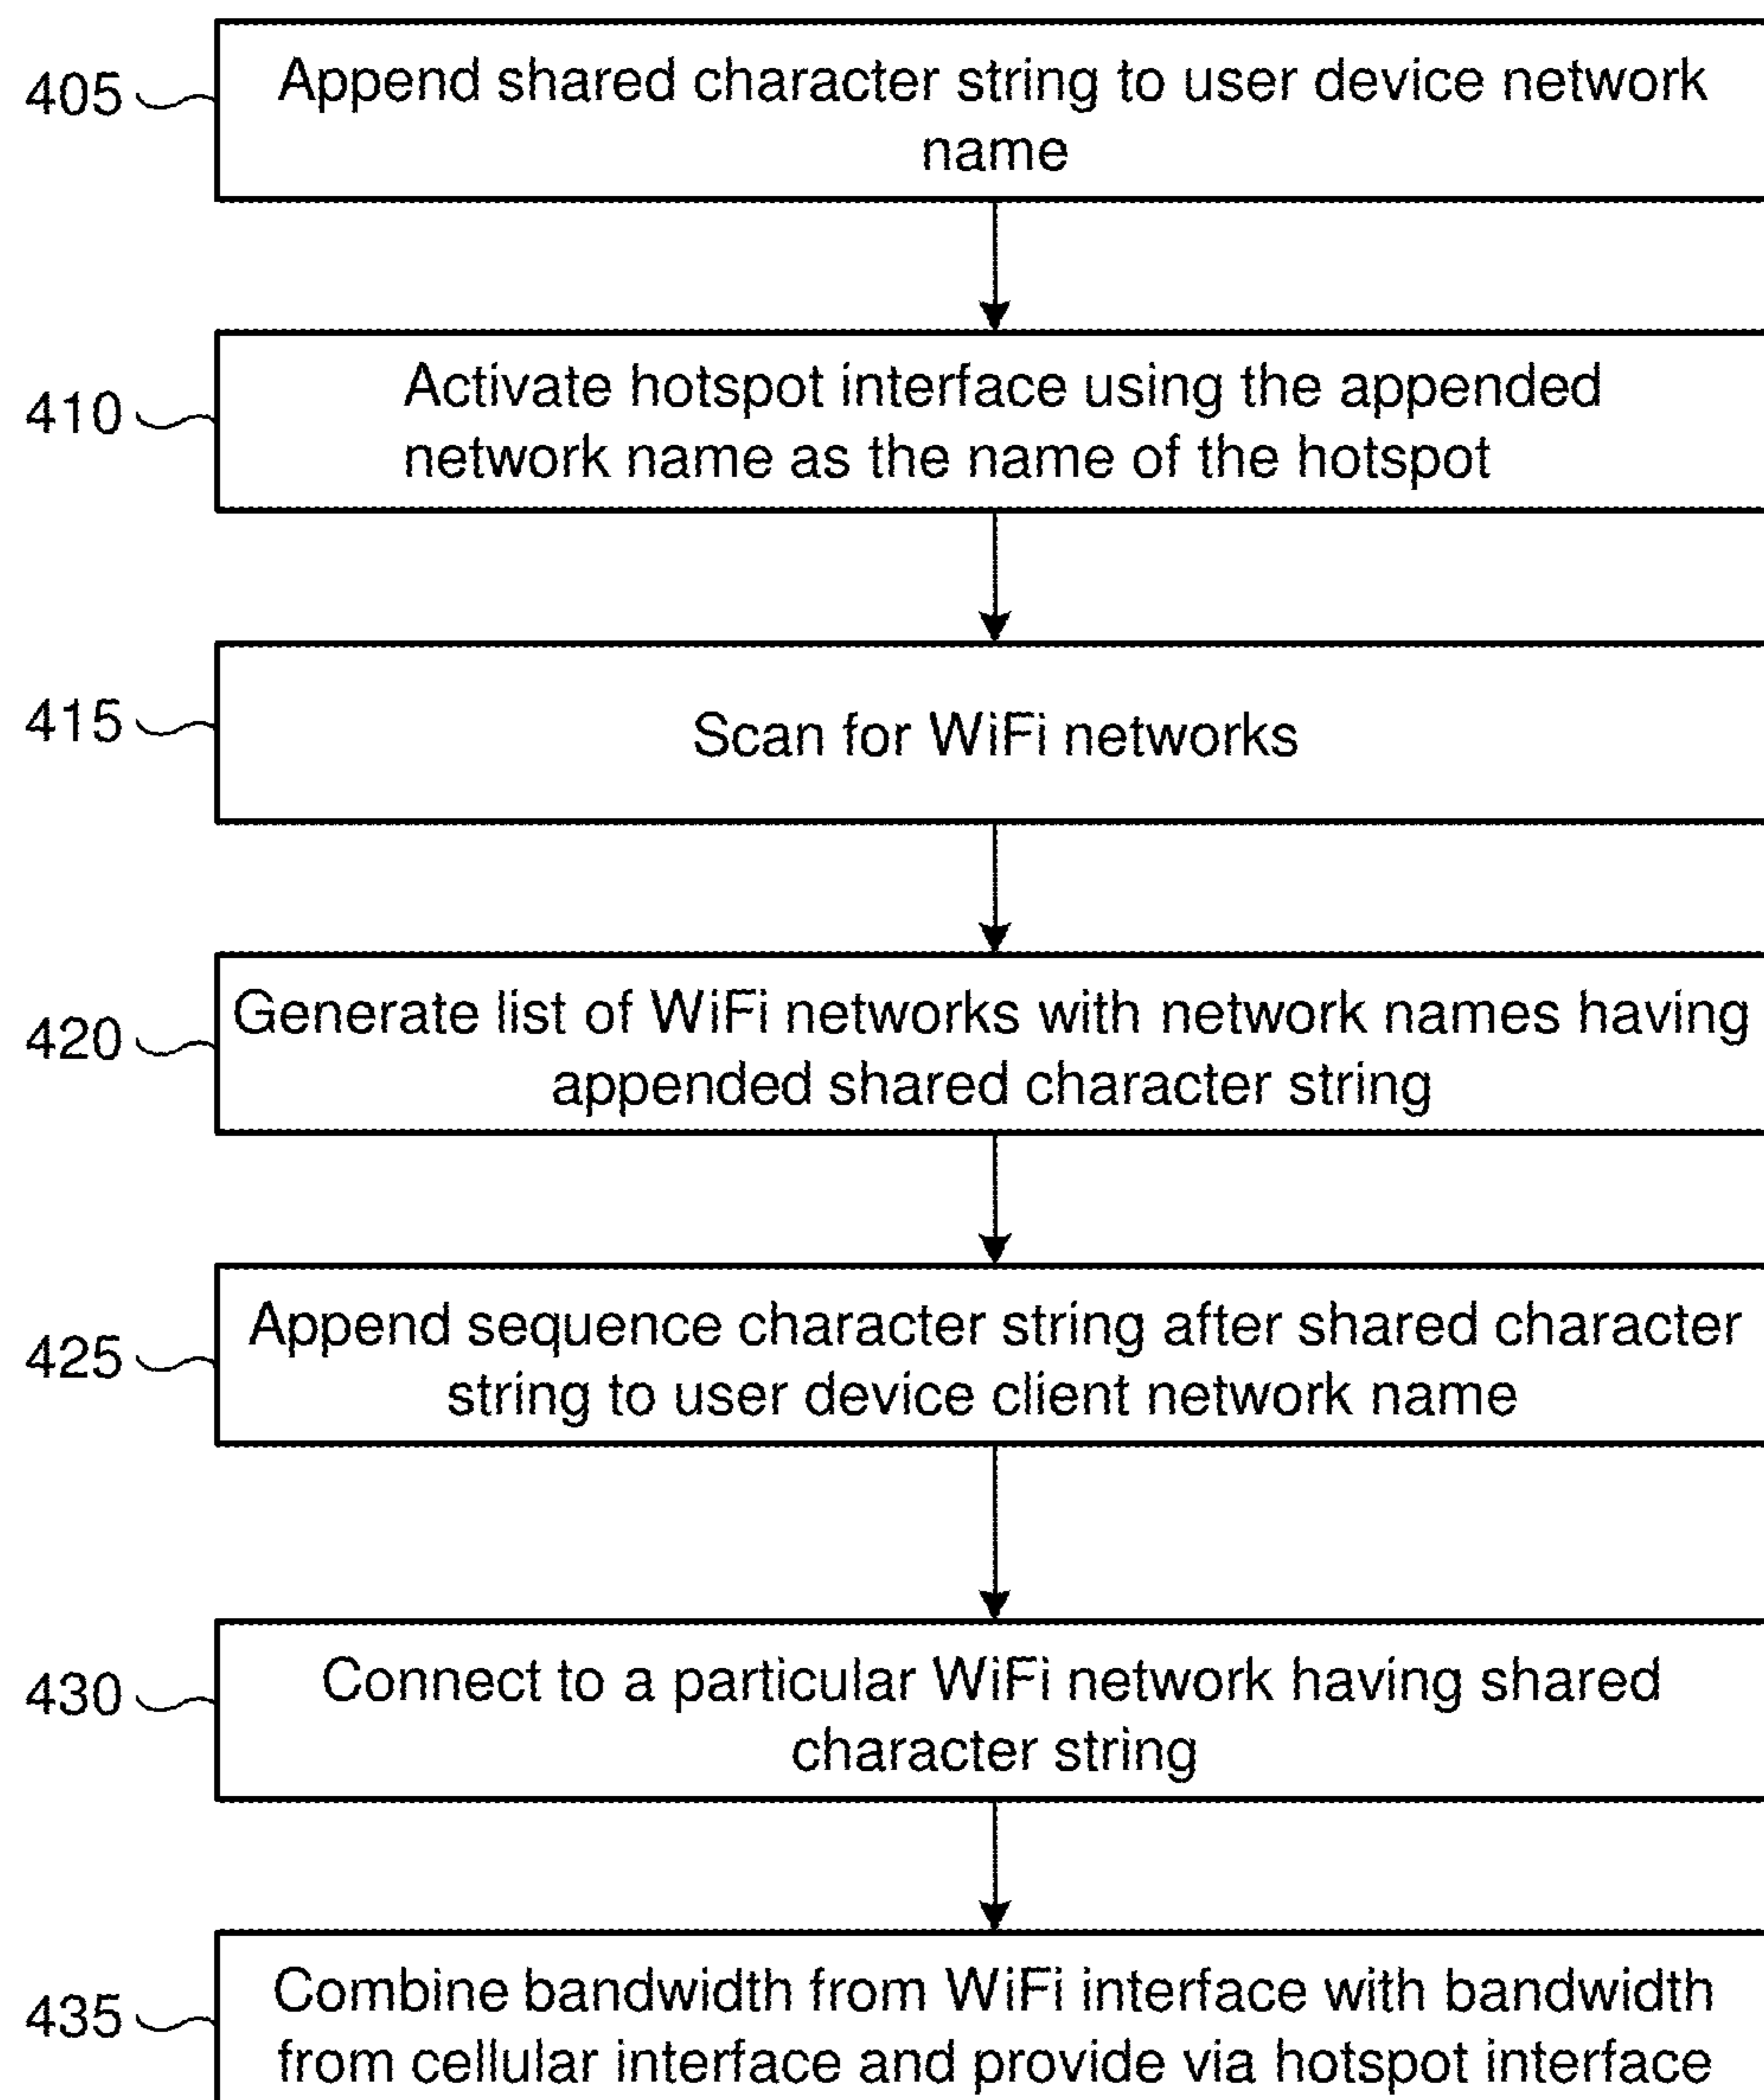 405
Append shared character string to user device network
name
410
Activate hotspot interface using the appended
network name as the name of the hotspot
415
Scan for WiFi networks
420
Generate list of WiFi networks with network names having
appended shared character string
425
Append sequence character string after shared character
string to user device client network name
430
Connect to a particular WiFi network having shared
character string
435
Combine bandwidth from WiFi interface with bandwidth
from cellular interface and provide via hotspot interface